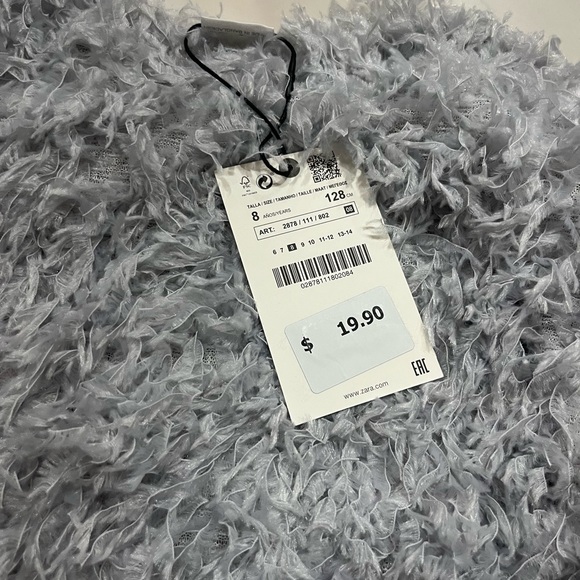 TALLA / SIZE / TAMANHO / TAILLE / MAAT / МЕРЕӨСЕ
8 AÑOS/YEARS 128 CM
ART. 2878 / 111 / 802
6 7 8 9 10 11-12 13-14
02878111802084
$ 19.90
EAC
www.zara.com